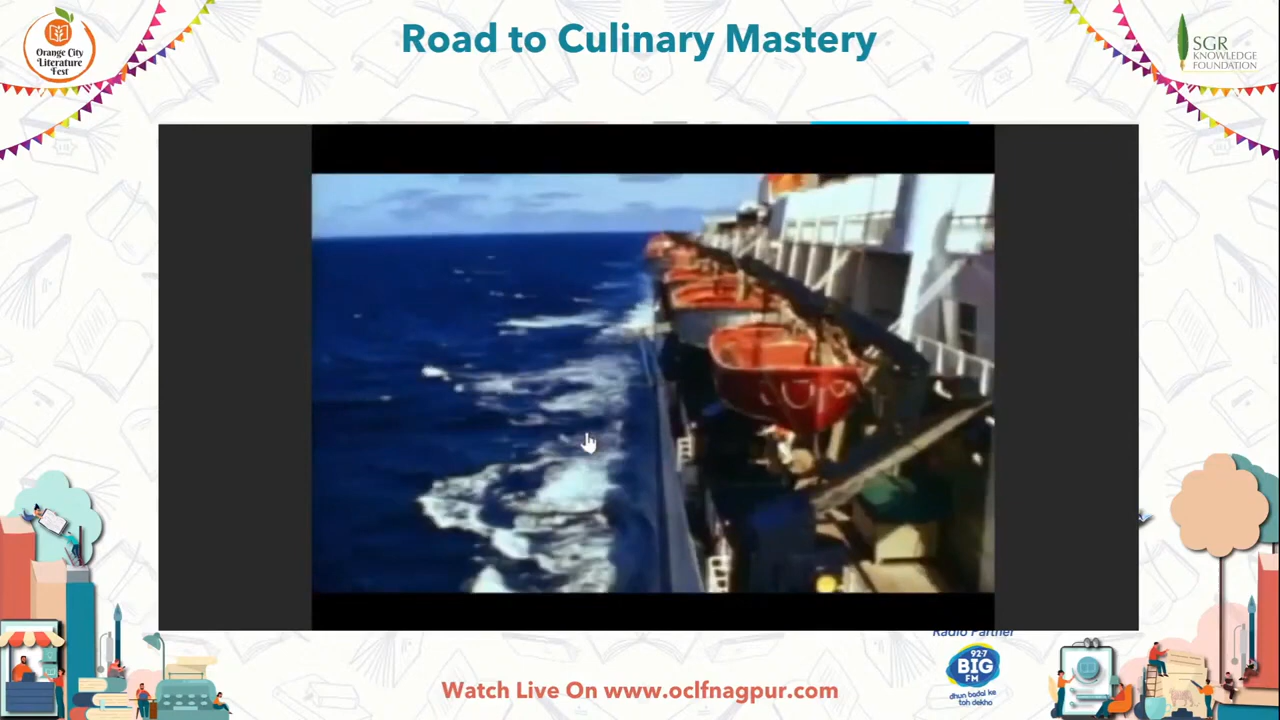 Road to Culinary Mastery
Orange City
Literature
Fest
SGR
KNOWLEDGE
FOUNDATION
Radio Partner
92.7
BIG
FM
dhun badal ke
toh dekho
Watch Live On www.oclfnagpur.com